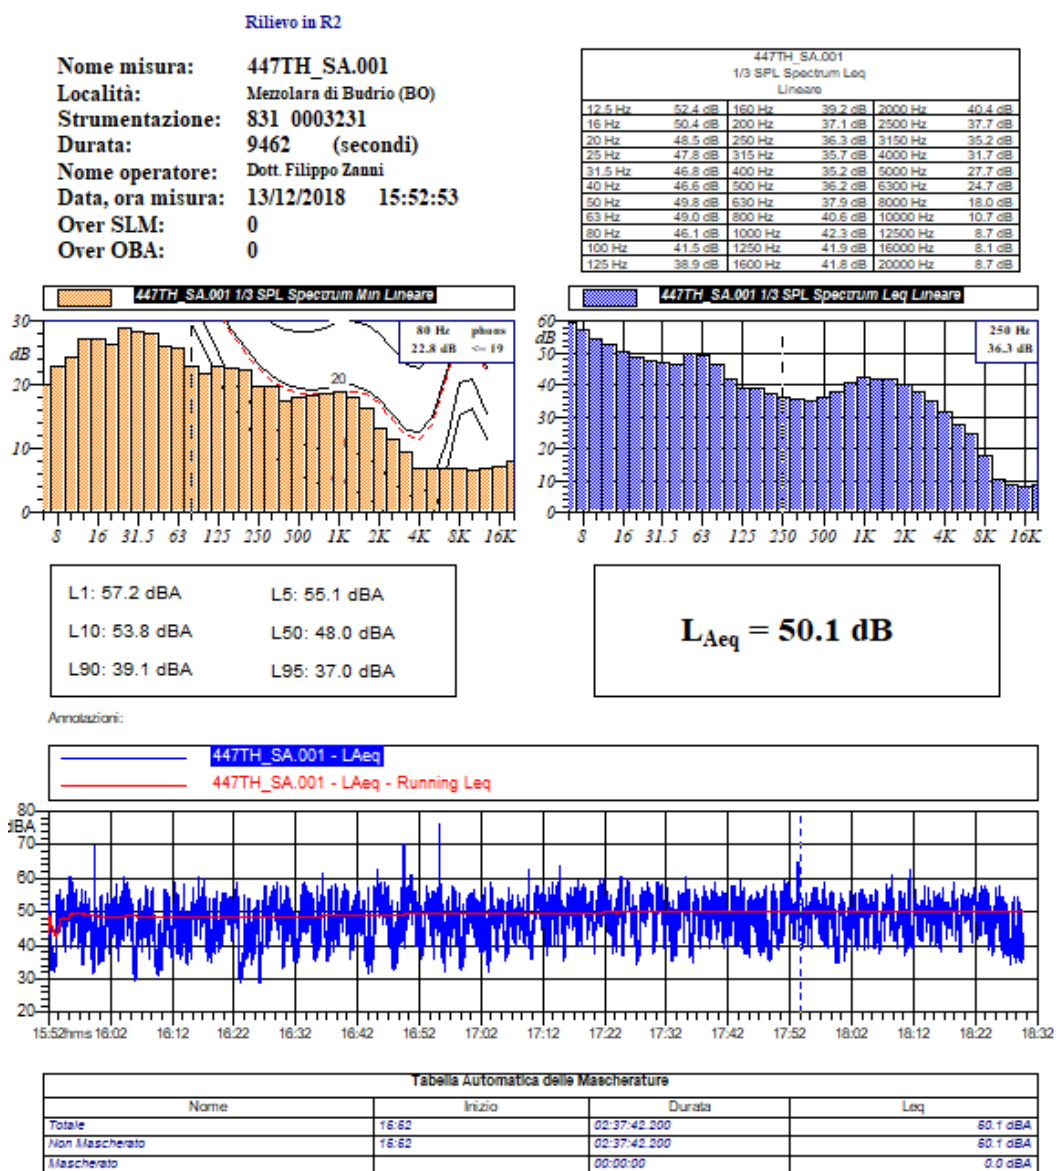 Rilievo in R2
Nome misura: 447TH_SA.001
Località: Mezzolara di Budrio (BO)
Strumentazione: 831 0003231
Durata: 9462 (secondi)
Nome operatore: Dott. Filippo Zanni
Data, ora misura: 13/12/2018 15:52:53
Over SLM: 0
Over OBA: 0
447TH_SA.001
1/3 SPL Spectrum Leq
Lineare
12.5 Hz 52.4 dB 160 Hz 39.2 dB 2000 Hz 40.4 dB
16 Hz 50.4 dB 200 Hz 37.1 dB 2500 Hz 37.7 dB
20 Hz 48.5 dB 250 Hz 36.3 dB 3150 Hz 35.2 dB
25 Hz 47.8 dB 315 Hz 35.7 dB 4000 Hz 31.7 dB
31.5 Hz 46.8 dB 400 Hz 35.2 dB 5000 Hz 27.7 dB
40 Hz 46.6 dB 500 Hz 36.2 dB 6300 Hz 24.7 dB
50 Hz 49.8 dB 630 Hz 37.9 dB 8000 Hz 18.0 dB
63 Hz 49.0 dB 800 Hz 40.6 dB 10000 Hz 10.7 dB
80 Hz 46.1 dB 1000 Hz 42.3 dB 12500 Hz 8.7 dB
100 Hz 41.5 dB 1250 Hz 41.9 dB 16000 Hz 8.1 dB
125 Hz 38.9 dB 1600 Hz 41.8 dB 20000 Hz 8.7 dB
447TH_SA.001 1/3 SPL Spectrum Min Lineare
30
dB
20
10
0
80 Hz phons
22.8 dB <= 19
20
8 16 31.5 63 125 250 500 1K 2K 4K 8K 16K
447TH_SA.001 1/3 SPL Spectrum Leq Lineare
60
dB
50
40
30
20
10
0
250 Hz
36.3 dB
8 16 31.5 63 125 250 500 1K 2K 4K 8K 16K
L1: 57.2 dBA L5: 55.1 dBA
L10: 53.8 dBA L50: 48.0 dBA
L90: 39.1 dBA L95: 37.0 dBA
LAeq = 50.1 dB
Annotazioni:
447TH_SA.001 - LAeq
447TH_SA.001 - LAeq - Running Leq
80
dBA
70
60
50
40
30
20
15:52hms 16:02 16:12 16:22 16:32 16:42 16:52 17:02 17:12 17:22 17:32 17:42 17:52 18:02 18:12 18:22 18:32
Tabella Automatica delle Mascherature
Nome Inizio Durata Leq
Totale 15:52 02:37:42.200 50.1 dBA
Non Mascherato 15:52 02:37:42.200 50.1 dBA
Mascherato 00:00:00 0.0 dBA